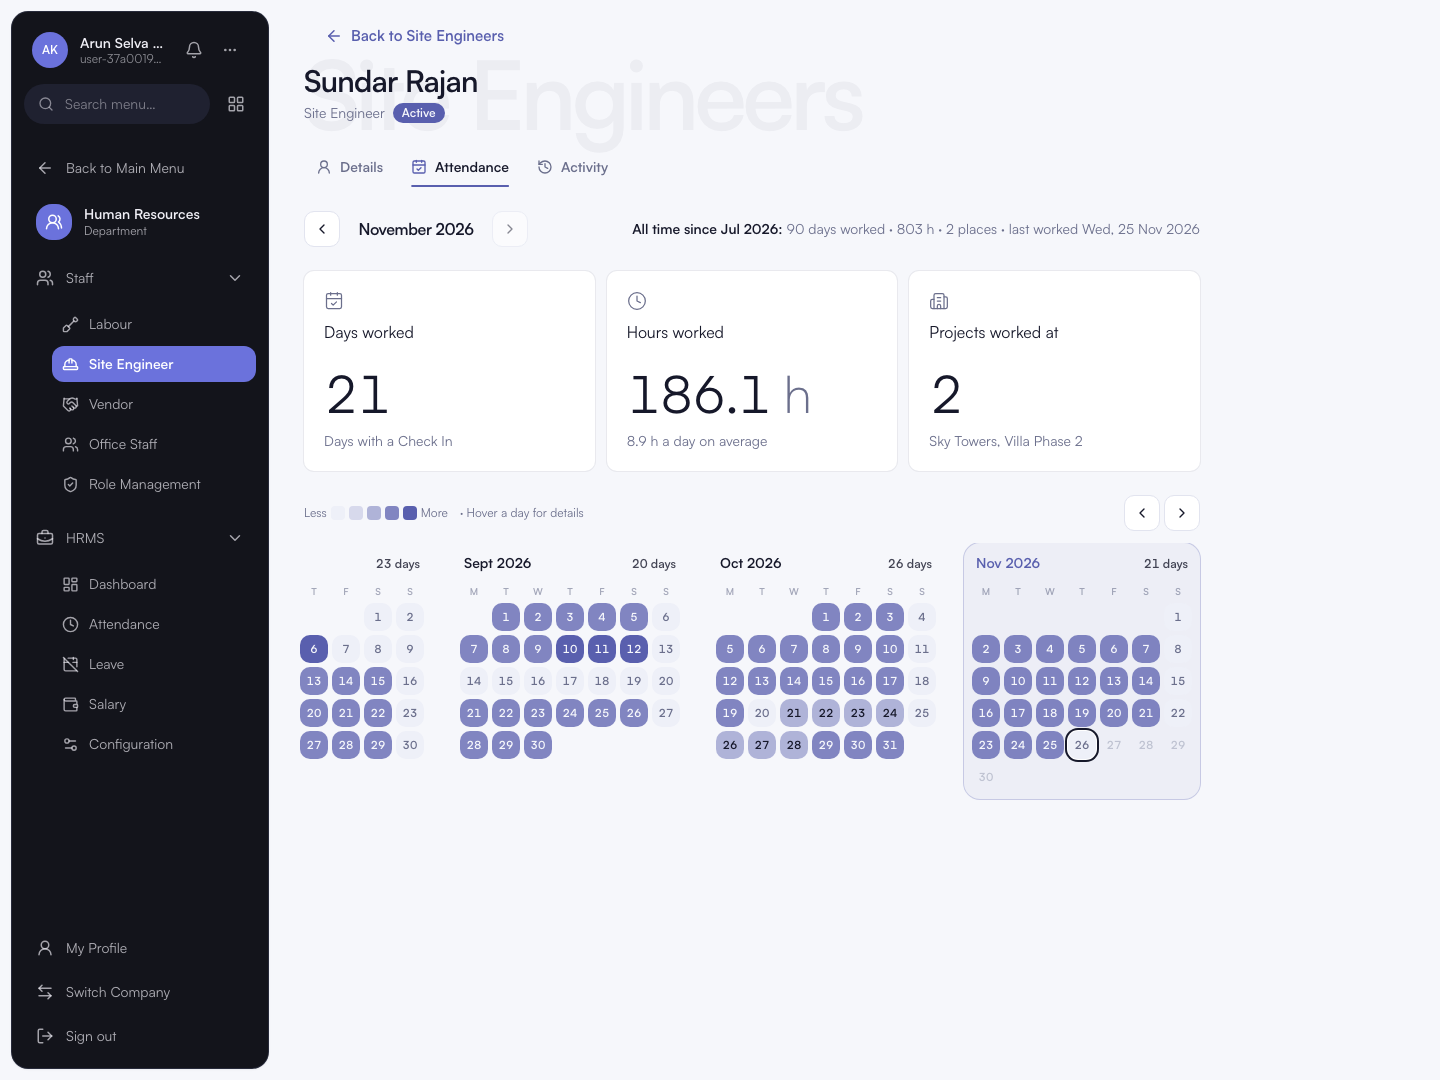 AK
Arun Selva ...
user-37a0019...
Search menu...
Back to Main Menu
Human Resources
Department
Staff
Labour
Site Engineer
Vendor
Office Staff
Role Management
HRMS
Dashboard
Attendance
Leave
Salary
Configuration
My Profile
Switch Company
Sign out
Back to Site Engineers
Site Engineers
Sundar Rajan
Site Engineer Active
Details Attendance Activity
November 2026
All time since Jul 2026: 90 days worked · 803 h · 2 places · last worked Wed, 25 Nov 2026
Days worked
21
Days with a Check In
Hours worked
186.1 h
8.9 h a day on average
Projects worked at
2
Sky Towers, Villa Phase 2
Less More · Hover a day for details
23 days
T F S S
1 2
6 7 8 9
13 14 15 16
20 21 22 23
27 28 29 30
Sept 2026 20 days
M T W T F S S
1 2 3 4 5 6
7 8 9 10 11 12 13
14 15 16 17 18 19 20
21 22 23 24 25 26 27
28 29 30
Oct 2026 26 days
M T W T F S S
1 2 3 4
5 6 7 8 9 10 11
12 13 14 15 16 17 18
19 20 21 22 23 24 25
26 27 28 29 30 31
Nov 2026 21 days
M T W T F S S
1
2 3 4 5 6 7 8
9 10 11 12 13 14 15
16 17 18 19 20 21 22
23 24 25 26 27 28 29
30